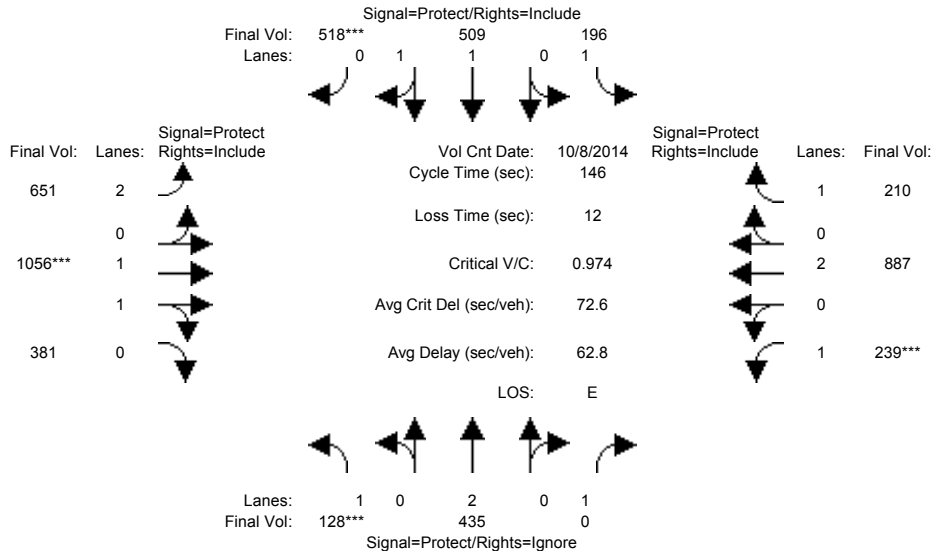 Signal=Protect/Rights=Include
Final Vol: 518*** 509 196
Lanes: 0 1 1 0 1
Signal=Protect Signal=Protect
Final Vol: Lanes: Rights=Include Vol Cnt Date: 10/8/2014 Rights=Include Lanes: Final Vol:
Cycle Time (sec): 146
651 2 1 210
Loss Time (sec): 12
0 0
1056*** 1 Critical V/C: 0.974 2 887
1 Avg Crit Del (sec/veh): 72.6 0
381 0 Avg Delay (sec/veh): 62.8 1 239***
LOS: E
Lanes: 1 0 2 0 1
Final Vol: 128*** 435 0
Signal=Protect/Rights=Ignore